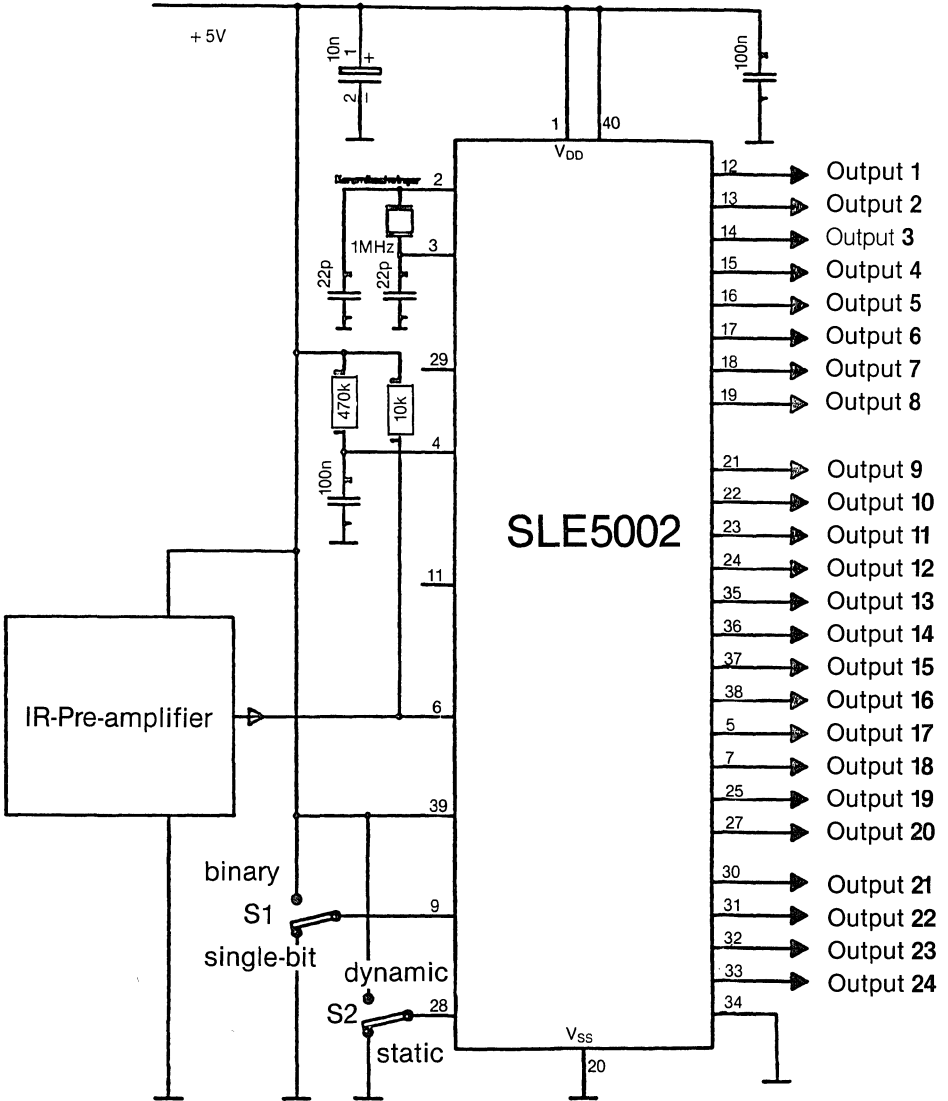 +5V
10n
1
+
2
−
100n
1
40
VDD
2
1MHz
3
22p
22p
29
470k
10k
4
100n
11
SLE5002
IR-Pre-amplifier
6
39
binary
S1
9
single-bit
dynamic
S2
28
static
VSS
20
12 Output 1
13 Output 2
14 Output 3
15 Output 4
16 Output 5
17 Output 6
18 Output 7
19 Output 8
21 Output 9
22 Output 10
23 Output 11
24 Output 12
35 Output 13
36 Output 14
37 Output 15
38 Output 16
5 Output 17
7 Output 18
25 Output 19
27 Output 20
30 Output 21
31 Output 22
32 Output 23
33 Output 24
34